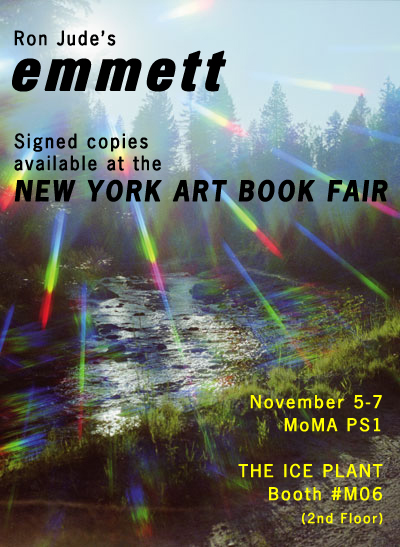 Ron Jude's
emmett
Signed copies
available at the
NEW YORK ART BOOK FAIR
November 5-7
MoMA PS1
THE ICE PLANT
Booth #M06
(2nd Floor)